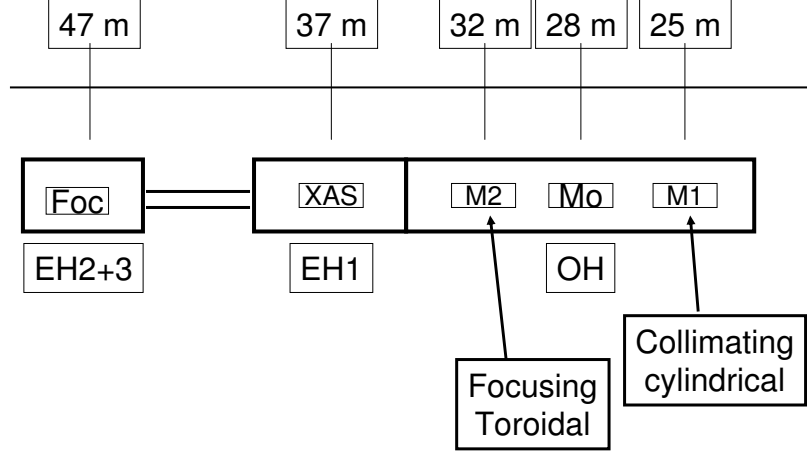 47 m
37 m
32 m
28 m
25 m
Foc
XAS
M2
Mo
M1
EH2+3
EH1
OH
Collimating
cylindrical
Focusing
Toroidal